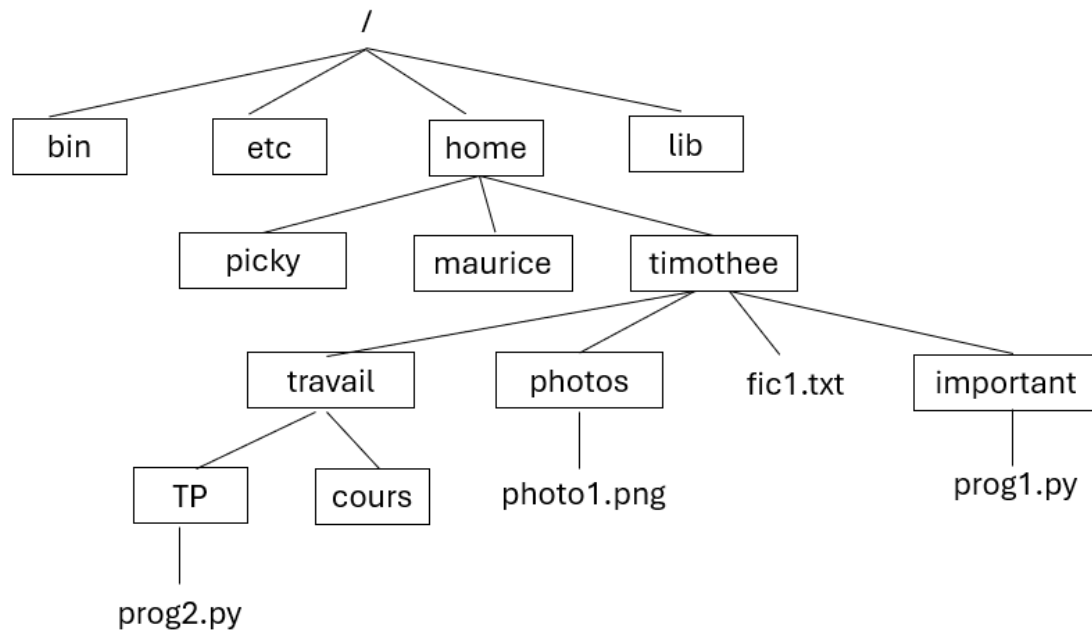 /
bin
etc
home
lib
picky
maurice
timothee
travail
photos
fic1.txt
important
TP
cours
photo1.png
prog1.py
prog2.py